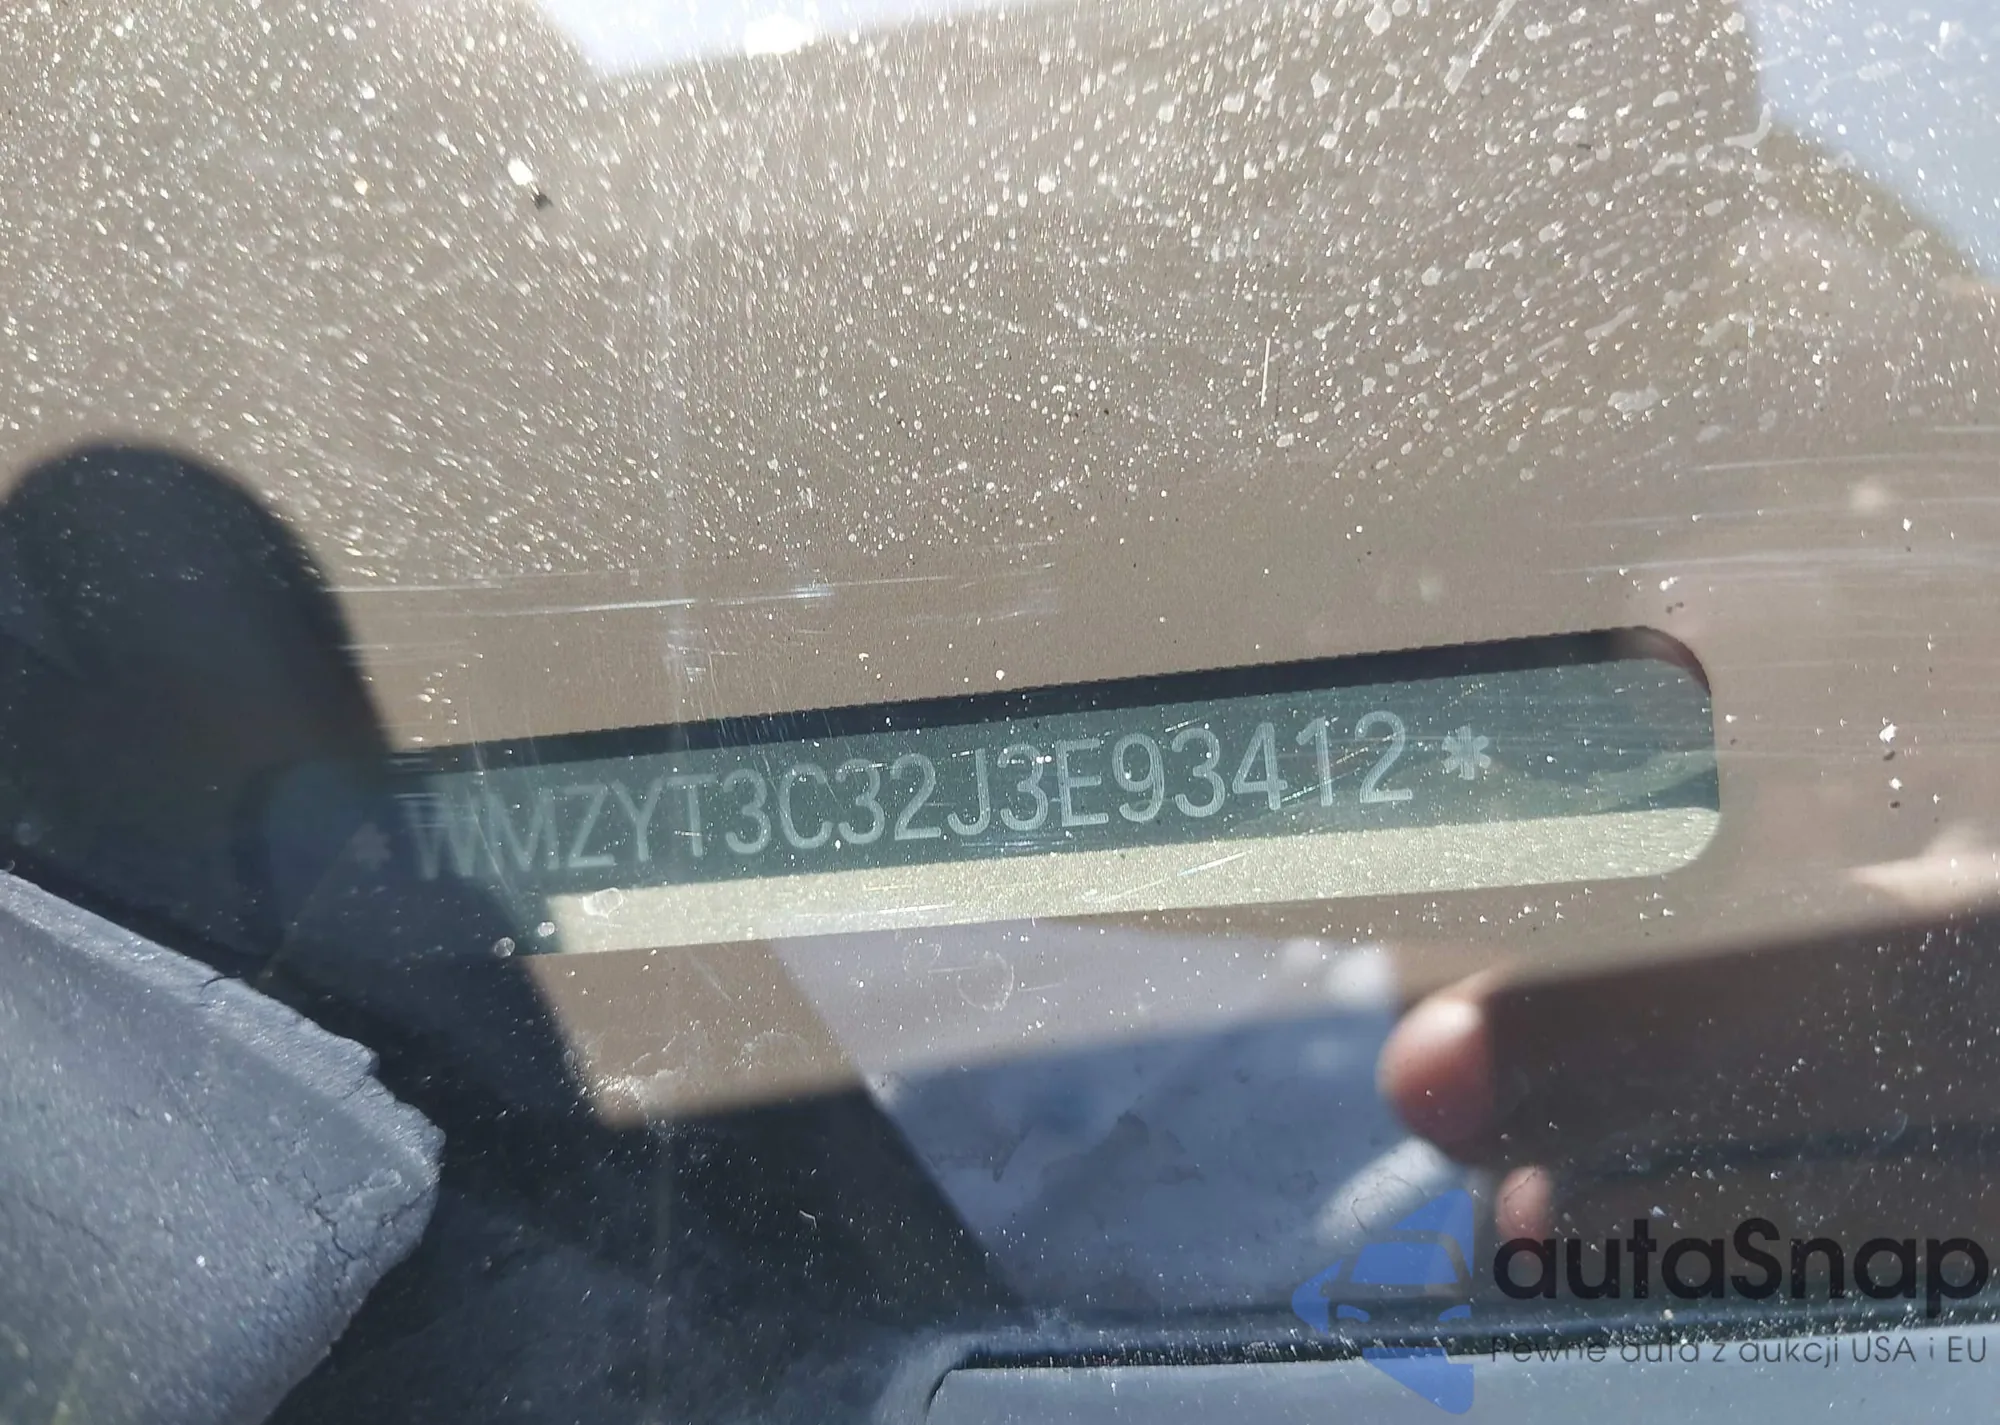 *WMZYT3C32J3E93412*
autaSnap
Pewne auta z aukcji USA i EU